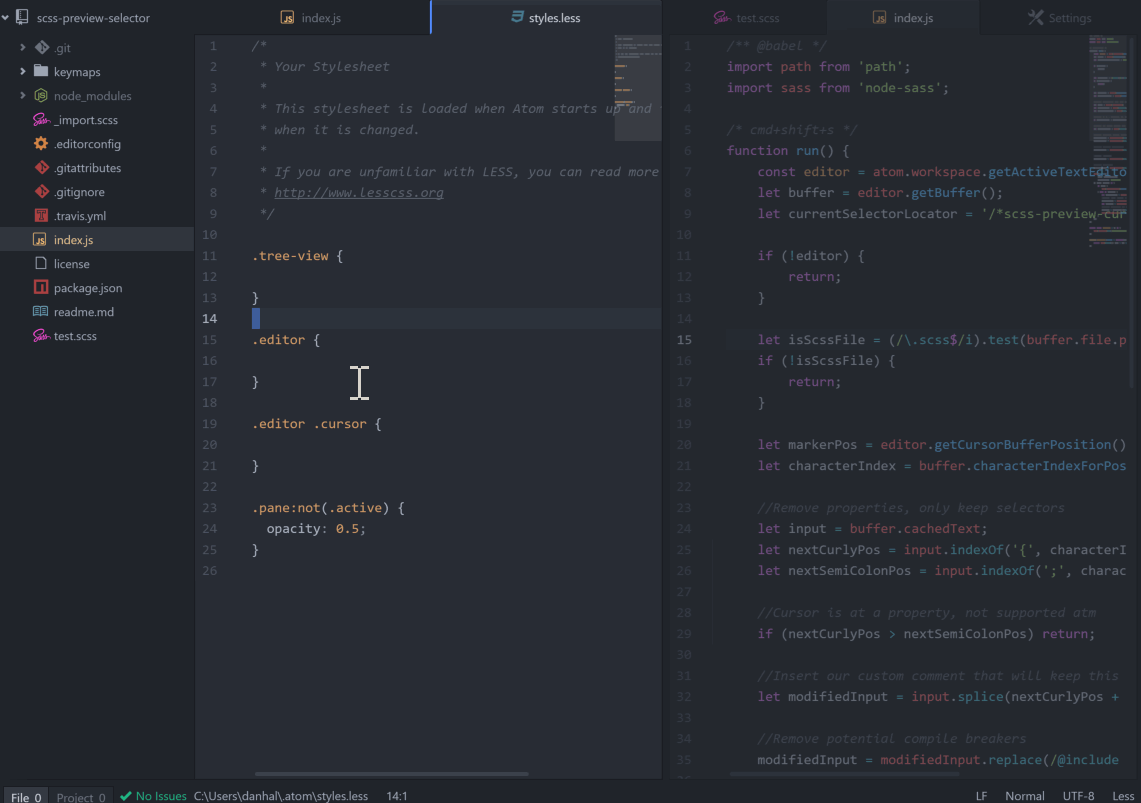 scss-preview-selector
.git
keymaps
node_modules
_import.scss
.editorconfig
.gitattributes
.gitignore
.travis.yml
index.js
license
package.json
readme.md
test.scss
index.js
styles.less
1 /*
2 * Your Stylesheet
3 *
4 * This stylesheet is loaded when Atom starts up and
5 * when it is changed.
6 *
7 * If you are unfamiliar with LESS, you can read more
8 * http://www.lesscss.org
9 */
10
11 .tree-view {
12
13 }
14
15 .editor {
16
17 }
18
19 .editor .cursor {
20
21 }
22
23 .pane:not(.active) {
24 opacity: 0.5;
25 }
26
test.scss
index.js
Settings
1 /** @babel */
2 import path from 'path';
3 import sass from 'node-sass';
4
5 /* cmd+shift+s */
6 function run() {
7 const editor = atom.workspace.getActiveTextEdito
8 let buffer = editor.getBuffer();
9 let currentSelectorLocator = '/*scss-preview-cur
10
11 if (!editor) {
12 return;
13 }
14
15 let isScssFile = (/\.scss$/i).test(buffer.file.p
16 if (!isScssFile) {
17 return;
18 }
19
20 let markerPos = editor.getCursorBufferPosition()
21 let characterIndex = buffer.characterIndexForPos
22
23 //Remove properties, only keep selectors
24 let input = buffer.cachedText;
25 let nextCurlyPos = input.indexOf('{', characterI
26 let nextSemiColonPos = input.indexOf(';', charac
27
28 //Cursor is at a property, not supported atm
29 if (nextCurlyPos > nextSemiColonPos) return;
30
31 //Insert our custom comment that will keep this
32 let modifiedInput = input.splice(nextCurlyPos +
33
34 //Remove potential compile breakers
35 modifiedInput = modifiedInput.replace(/@include
File 0 Project 0 No Issues C:\Users\danhal\.atom\styles.less 14:1 LF Normal UTF-8 Less